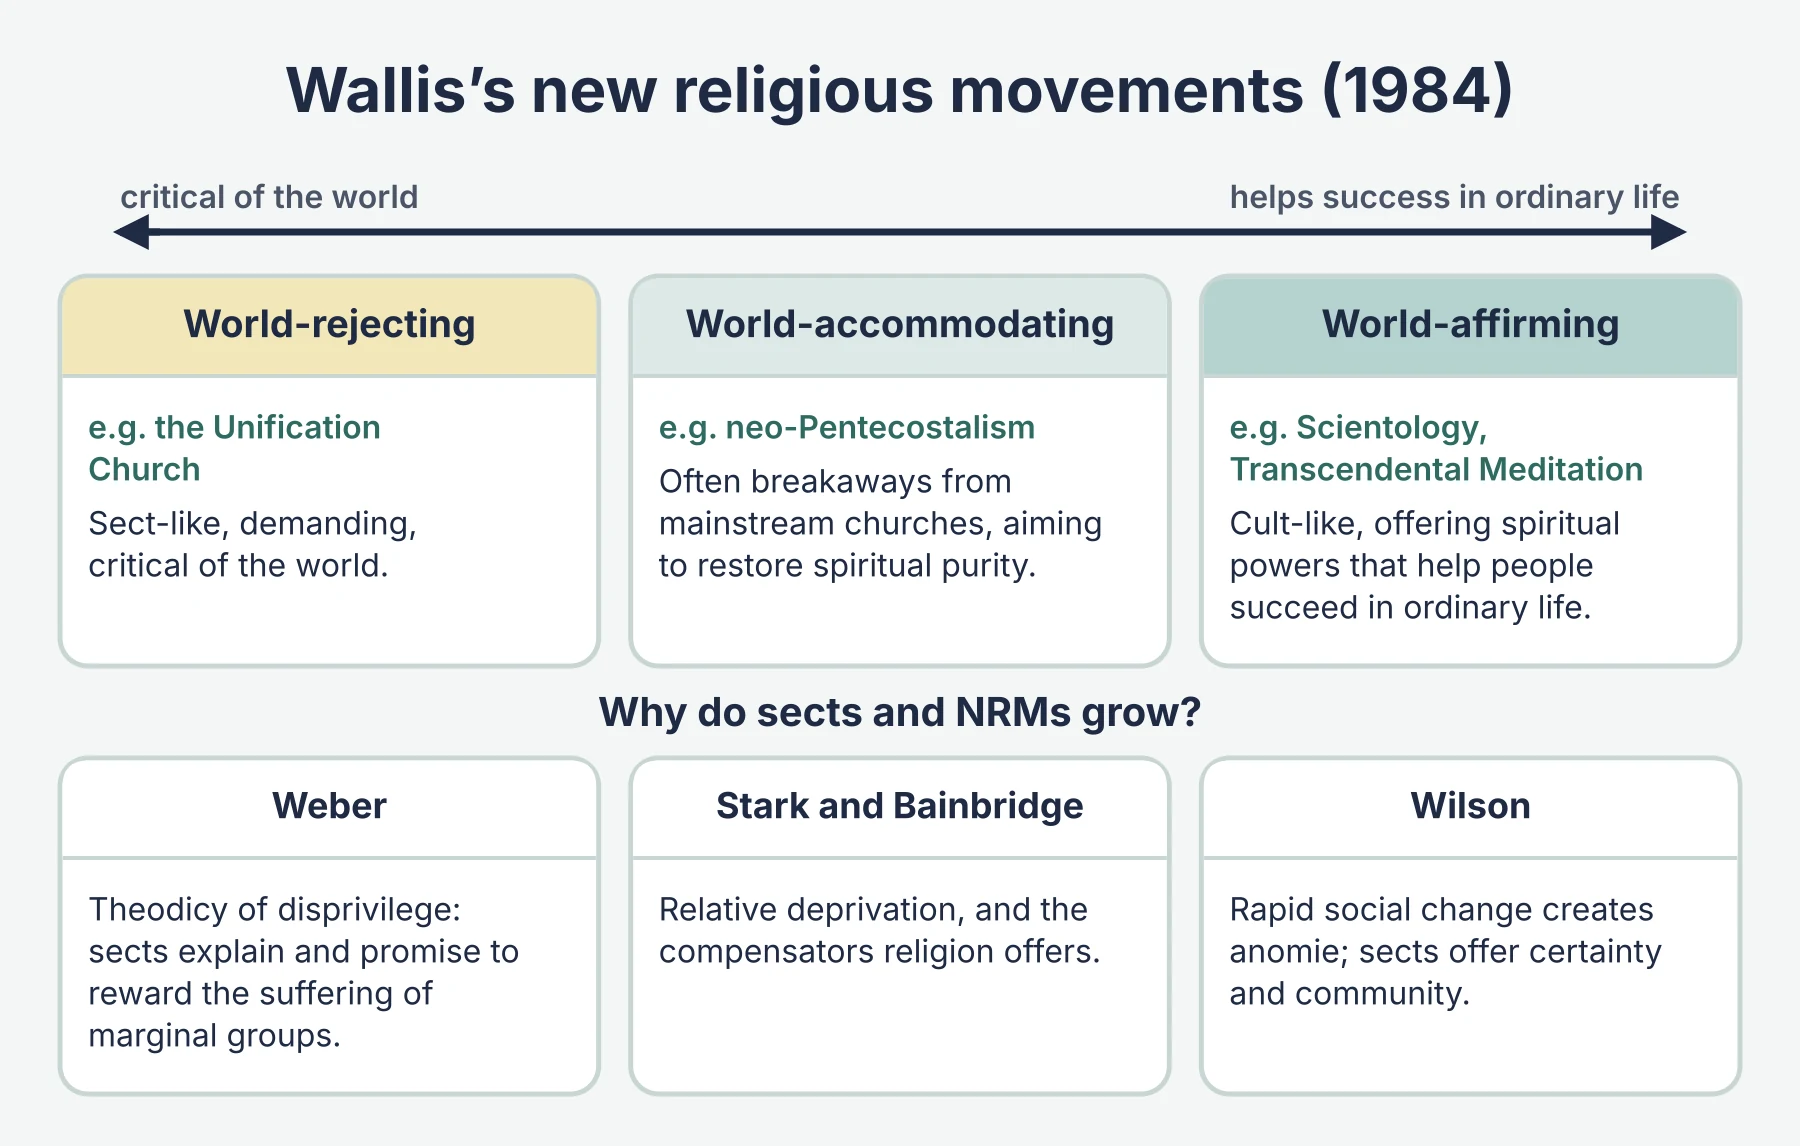 Wallis’s new religious movements (1984)
critical of the world
helps success in ordinary life
World-rejecting
e.g. the Unification
Church
Sect-like, demanding,
critical of the world.
World-accommodating
e.g. neo-Pentecostalism
Often breakaways from
mainstream churches, aiming
to restore spiritual purity.
World-affirming
e.g. Scientology,
Transcendental Meditation
Cult-like, offering spiritual
powers that help people
succeed in ordinary life.
Why do sects and NRMs grow?
Weber
Theodicy of disprivilege:
sects explain and promise to
reward the suffering of
marginal groups.
Stark and Bainbridge
Relative deprivation, and the
compensators religion offers.
Wilson
Rapid social change creates
anomie; sects offer certainty
and community.